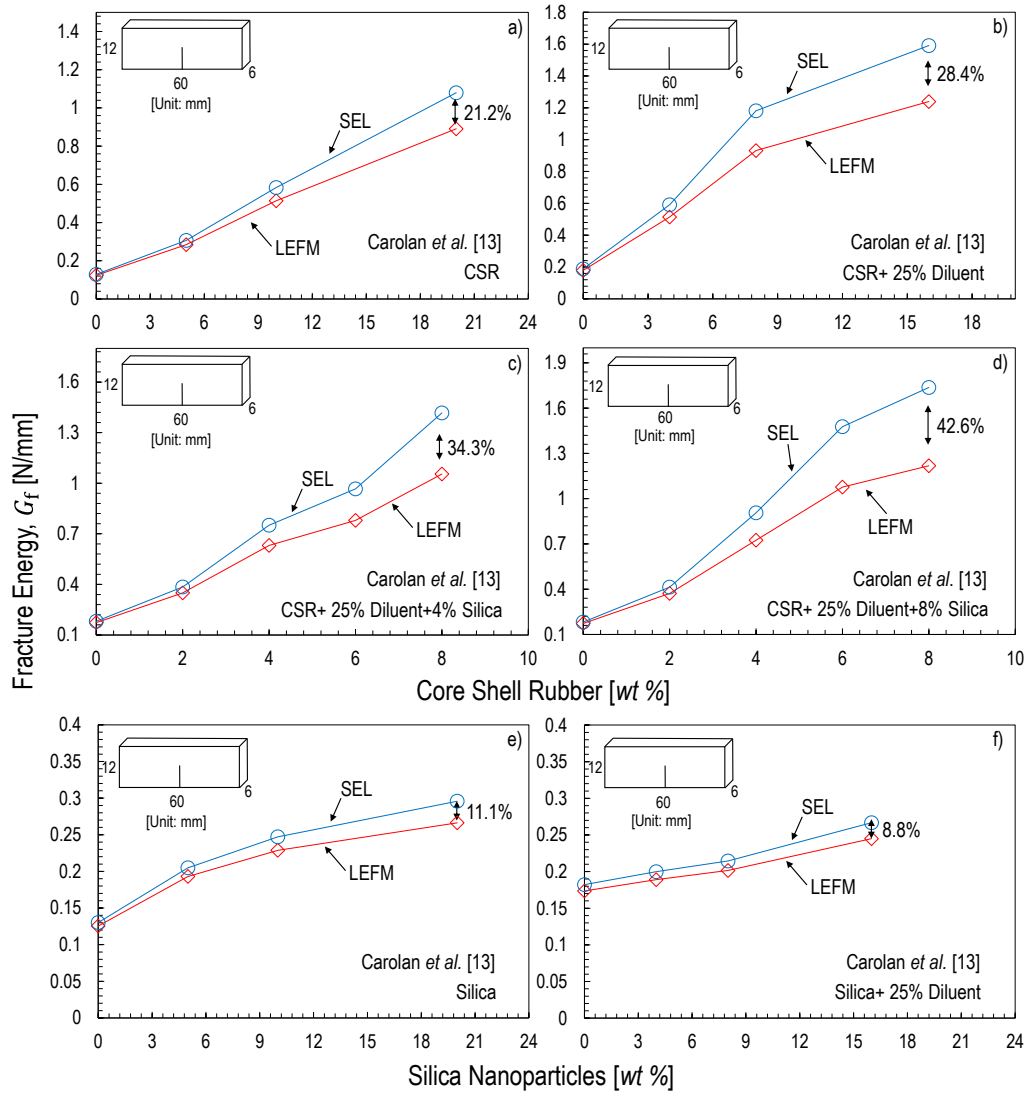 Fracture Energy, G_f [N/mm]
a)
1.4
1.2
1
0.8
0.6
0.4
0.2
0
12
60
6
[Unit: mm]
SEL
21.2%
LEFM
Carolan et al. [13]
CSR
0 3 6 9 12 15 18 21 24
b)
1.8
1.6
1.4
1.2
1
0.8
0.6
0.4
0.2
0
12
60
6
[Unit: mm]
SEL
28.4%
LEFM
Carolan et al. [13]
CSR+ 25% Diluent
0 3 6 9 12 15 18
c)
1.6
1.3
1
0.7
0.4
0.1
12
60
6
[Unit: mm]
SEL
34.3%
LEFM
Carolan et al. [13]
CSR+ 25% Diluent+4% Silica
0 2 4 6 8 10
d)
1.9
1.6
1.3
1
0.7
0.4
0.1
12
60
6
[Unit: mm]
SEL
42.6%
LEFM
Carolan et al. [13]
CSR+ 25% Diluent+8% Silica
0 2 4 6 8 10
Core Shell Rubber [wt %]
e)
0.4
0.35
0.3
0.25
0.2
0.15
0.1
0.05
0
12
60
6
[Unit: mm]
SEL
11.1%
LEFM
Carolan et al. [13]
Silica
0 3 6 9 12 15 18 21 24
f)
0.4
0.35
0.3
0.25
0.2
0.15
0.1
0.05
0
12
60
6
[Unit: mm]
SEL
8.8%
LEFM
Carolan et al. [13]
Silica+ 25% Diluent
0 3 6 9 12 15 18 21 24
Silica Nanoparticles [wt %]